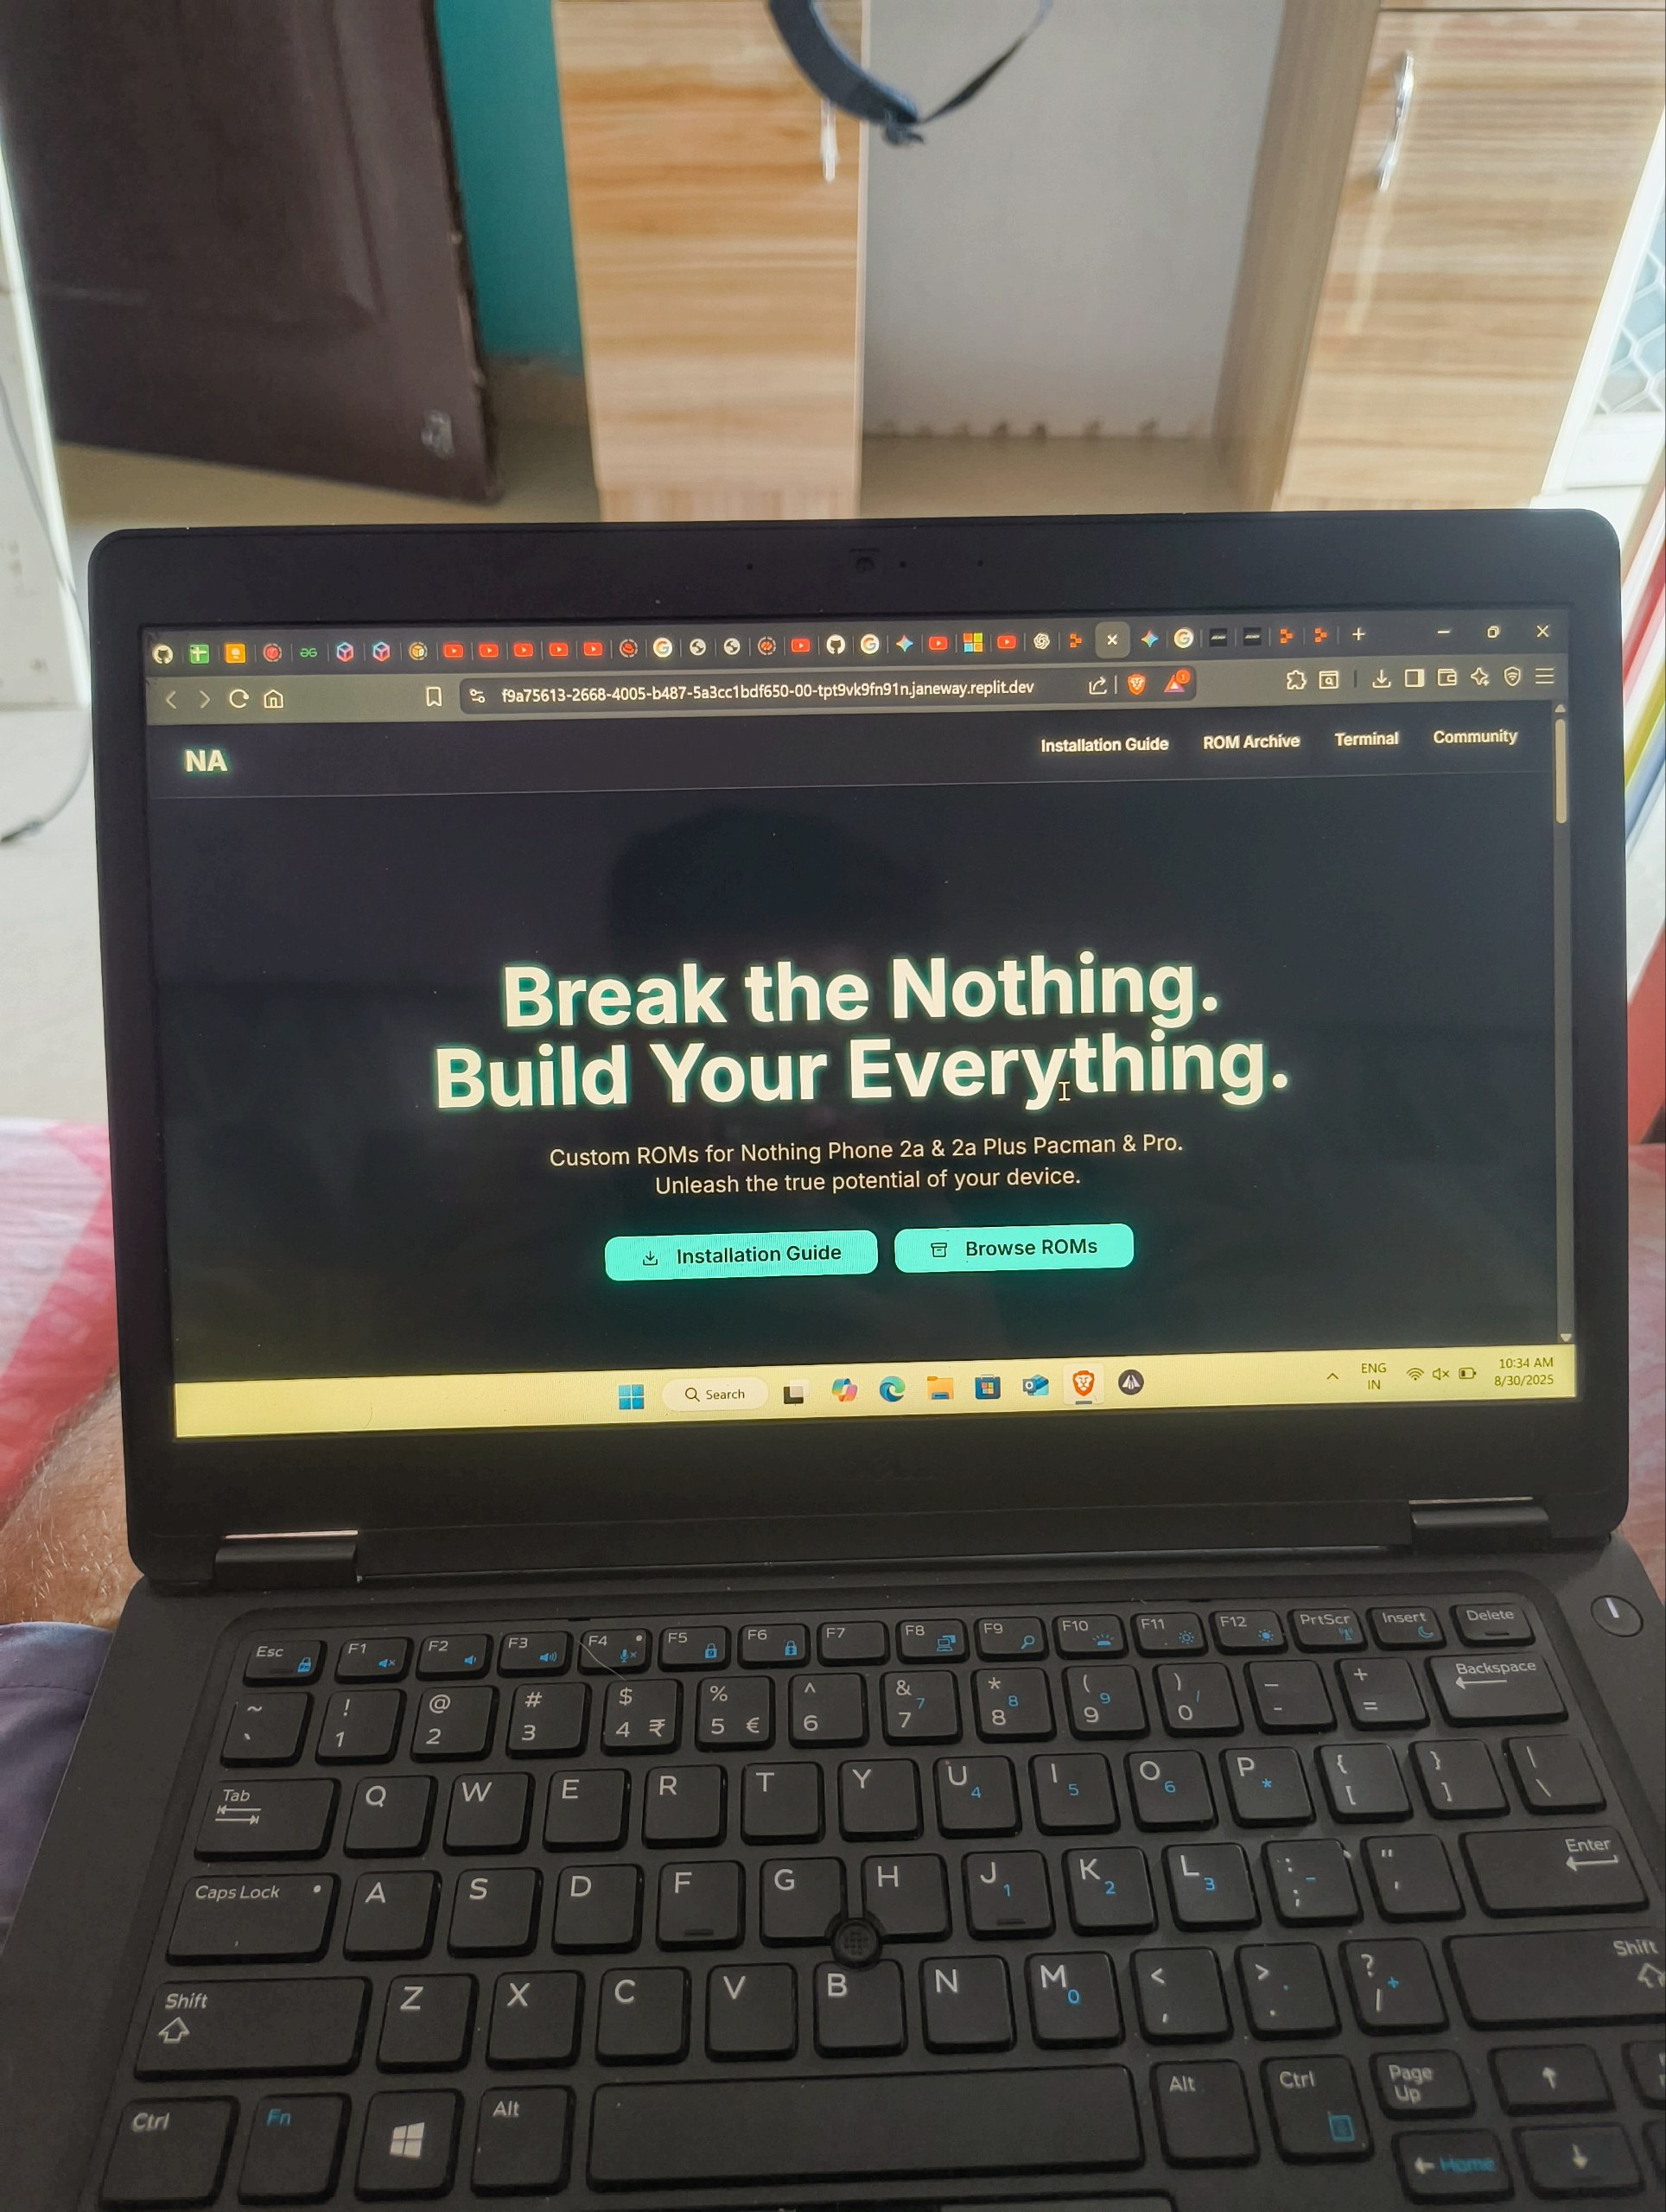 f9a75613-2668-4005-b487-5a3cc1bdf650-00-tpt9vk9fn91n.janeway.replit.dev
NA
Installation Guide
ROM Archive
Terminal
Community
Break the Nothing.
Build Your Everything.
Custom ROMs for Nothing Phone 2a & 2a Plus Pacman & Pro.
Unleash the true potential of your device.
Installation Guide
Browse ROMs
Search
ENG
IN
10:34 AM
8/30/2025
Esc F1 F2 F3 F4 F5 F6 F7 F8 F9 F10 F11 F12 PrtScr Insert Delete
~ ! @ # $ % ^ & 7 * 8 ( 9 ) / _ + Backspace
` 1 2 3 4 ₹ 5 € 6 7 8 9 0 - =
Tab Q W E R T Y U 4 I 5 O 6 P * { [ } ] | \
Caps Lock A S D F G H J 1 K 2 L 3 : ; - " ' Enter
Shift Z X C V B N M 0 < , > . . ? / + Shift
Ctrl Fn Alt Alt Ctrl Page Up
Home